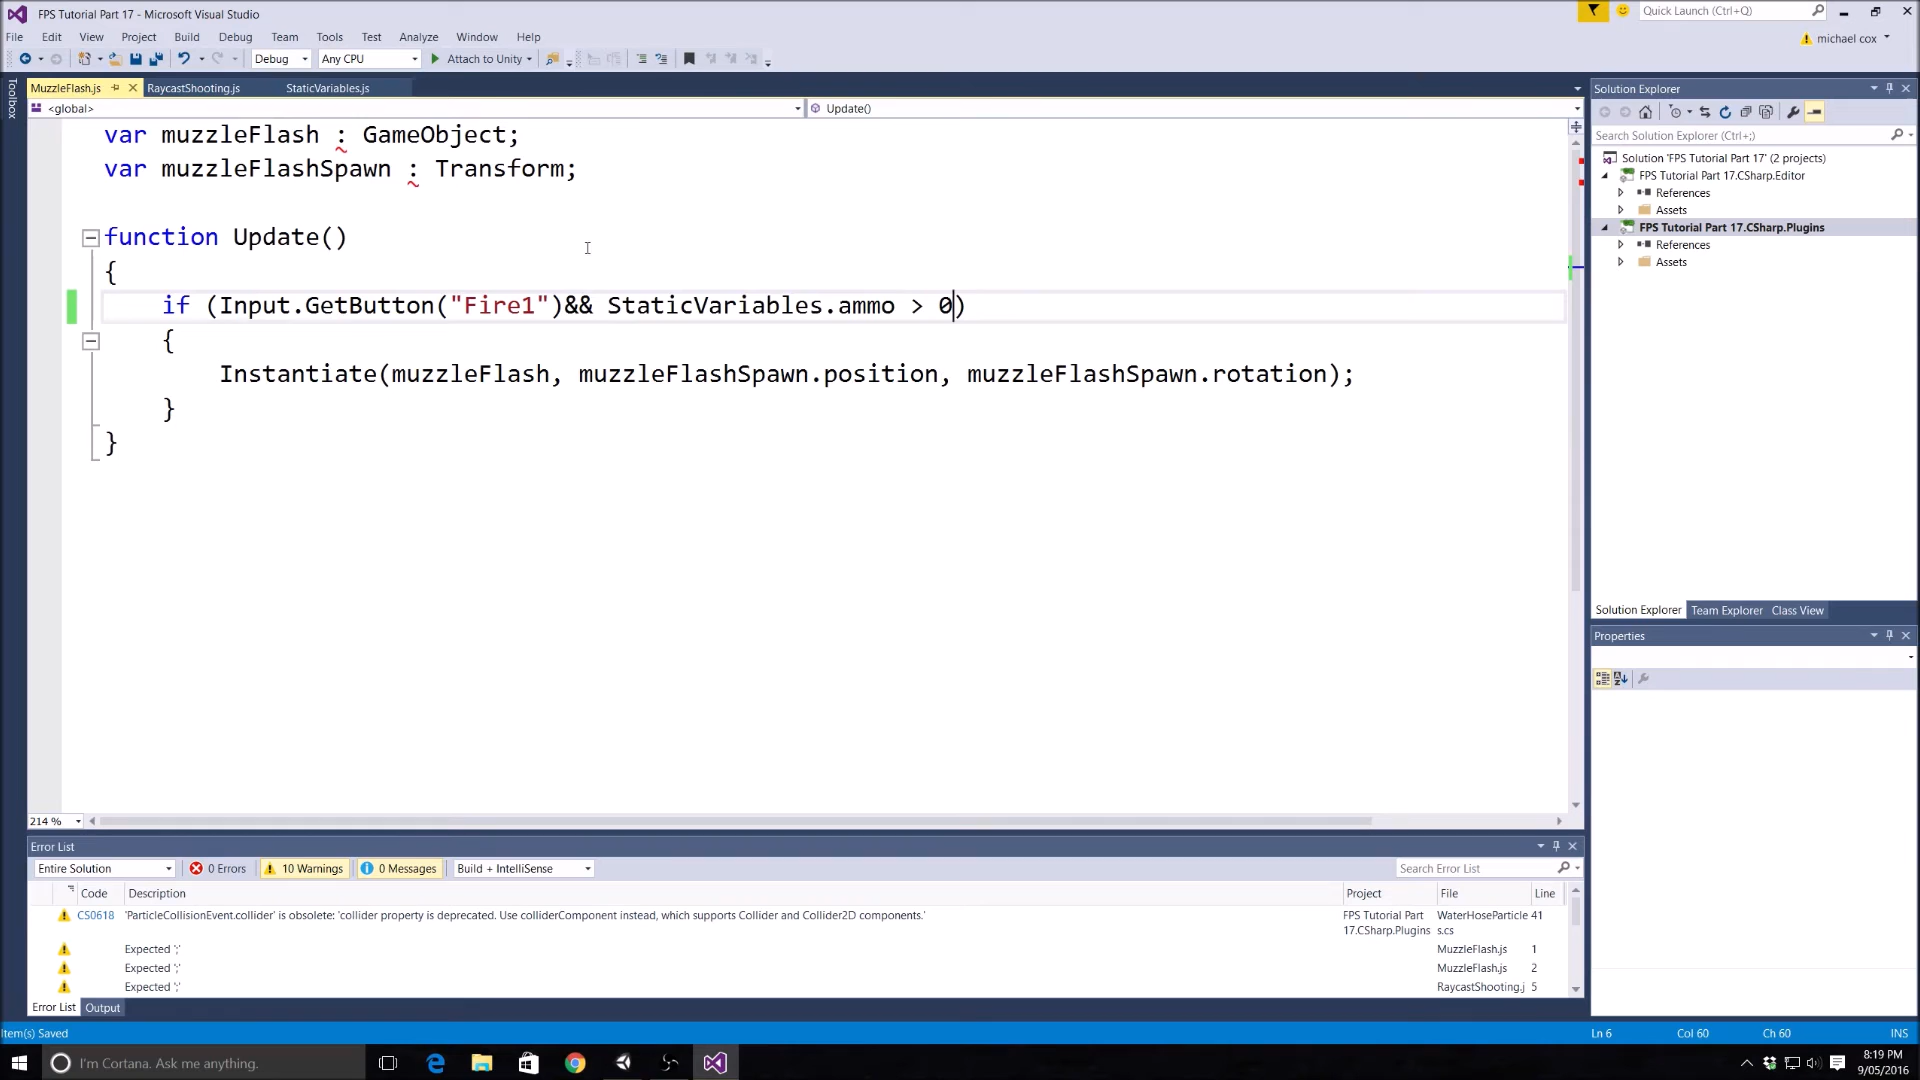 FPS Tutorial Part 17 - Microsoft Visual Studio
Quick Launch (Ctrl+Q)
File Edit View Project Build Debug Team Tools Test Analyze Window Help
michael cox
Debug Any CPU Attach to Unity
Toolbox
MuzzleFlash.js RaycastShooting.js StaticVariables.js
<global> Update()
var muzzleFlash : GameObject;
var muzzleFlashSpawn : Transform;
function Update()
{
if (Input.GetButton("Fire1")&& StaticVariables.ammo > 0)
{
Instantiate(muzzleFlash, muzzleFlashSpawn.position, muzzleFlashSpawn.rotation);
}
}
214 %
Solution Explorer
Search Solution Explorer (Ctrl+;)
Solution 'FPS Tutorial Part 17' (2 projects)
FPS Tutorial Part 17.CSharp.Editor
References
Assets
FPS Tutorial Part 17.CSharp.Plugins
References
Assets
Solution Explorer Team Explorer Class View
Properties
Error List
Entire Solution 0 Errors 10 Warnings 0 Messages Build + IntelliSense Search Error List
Code Description Project File Line
CS0618 'ParticleCollisionEvent.collider' is obsolete: 'collider property is deprecated. Use colliderComponent instead, which supports Collider and Collider2D components.' FPS Tutorial Part WaterHoseParticle 41
17.CSharp.Plugins s.cs
Expected ';' MuzzleFlash.js 1
Expected ';' MuzzleFlash.js 2
Expected ';' RaycastShooting.j 5
Error List Output
Item(s) Saved Ln 6 Col 60 Ch 60 INS
I'm Cortana. Ask me anything.
8:19 PM
9/05/2016